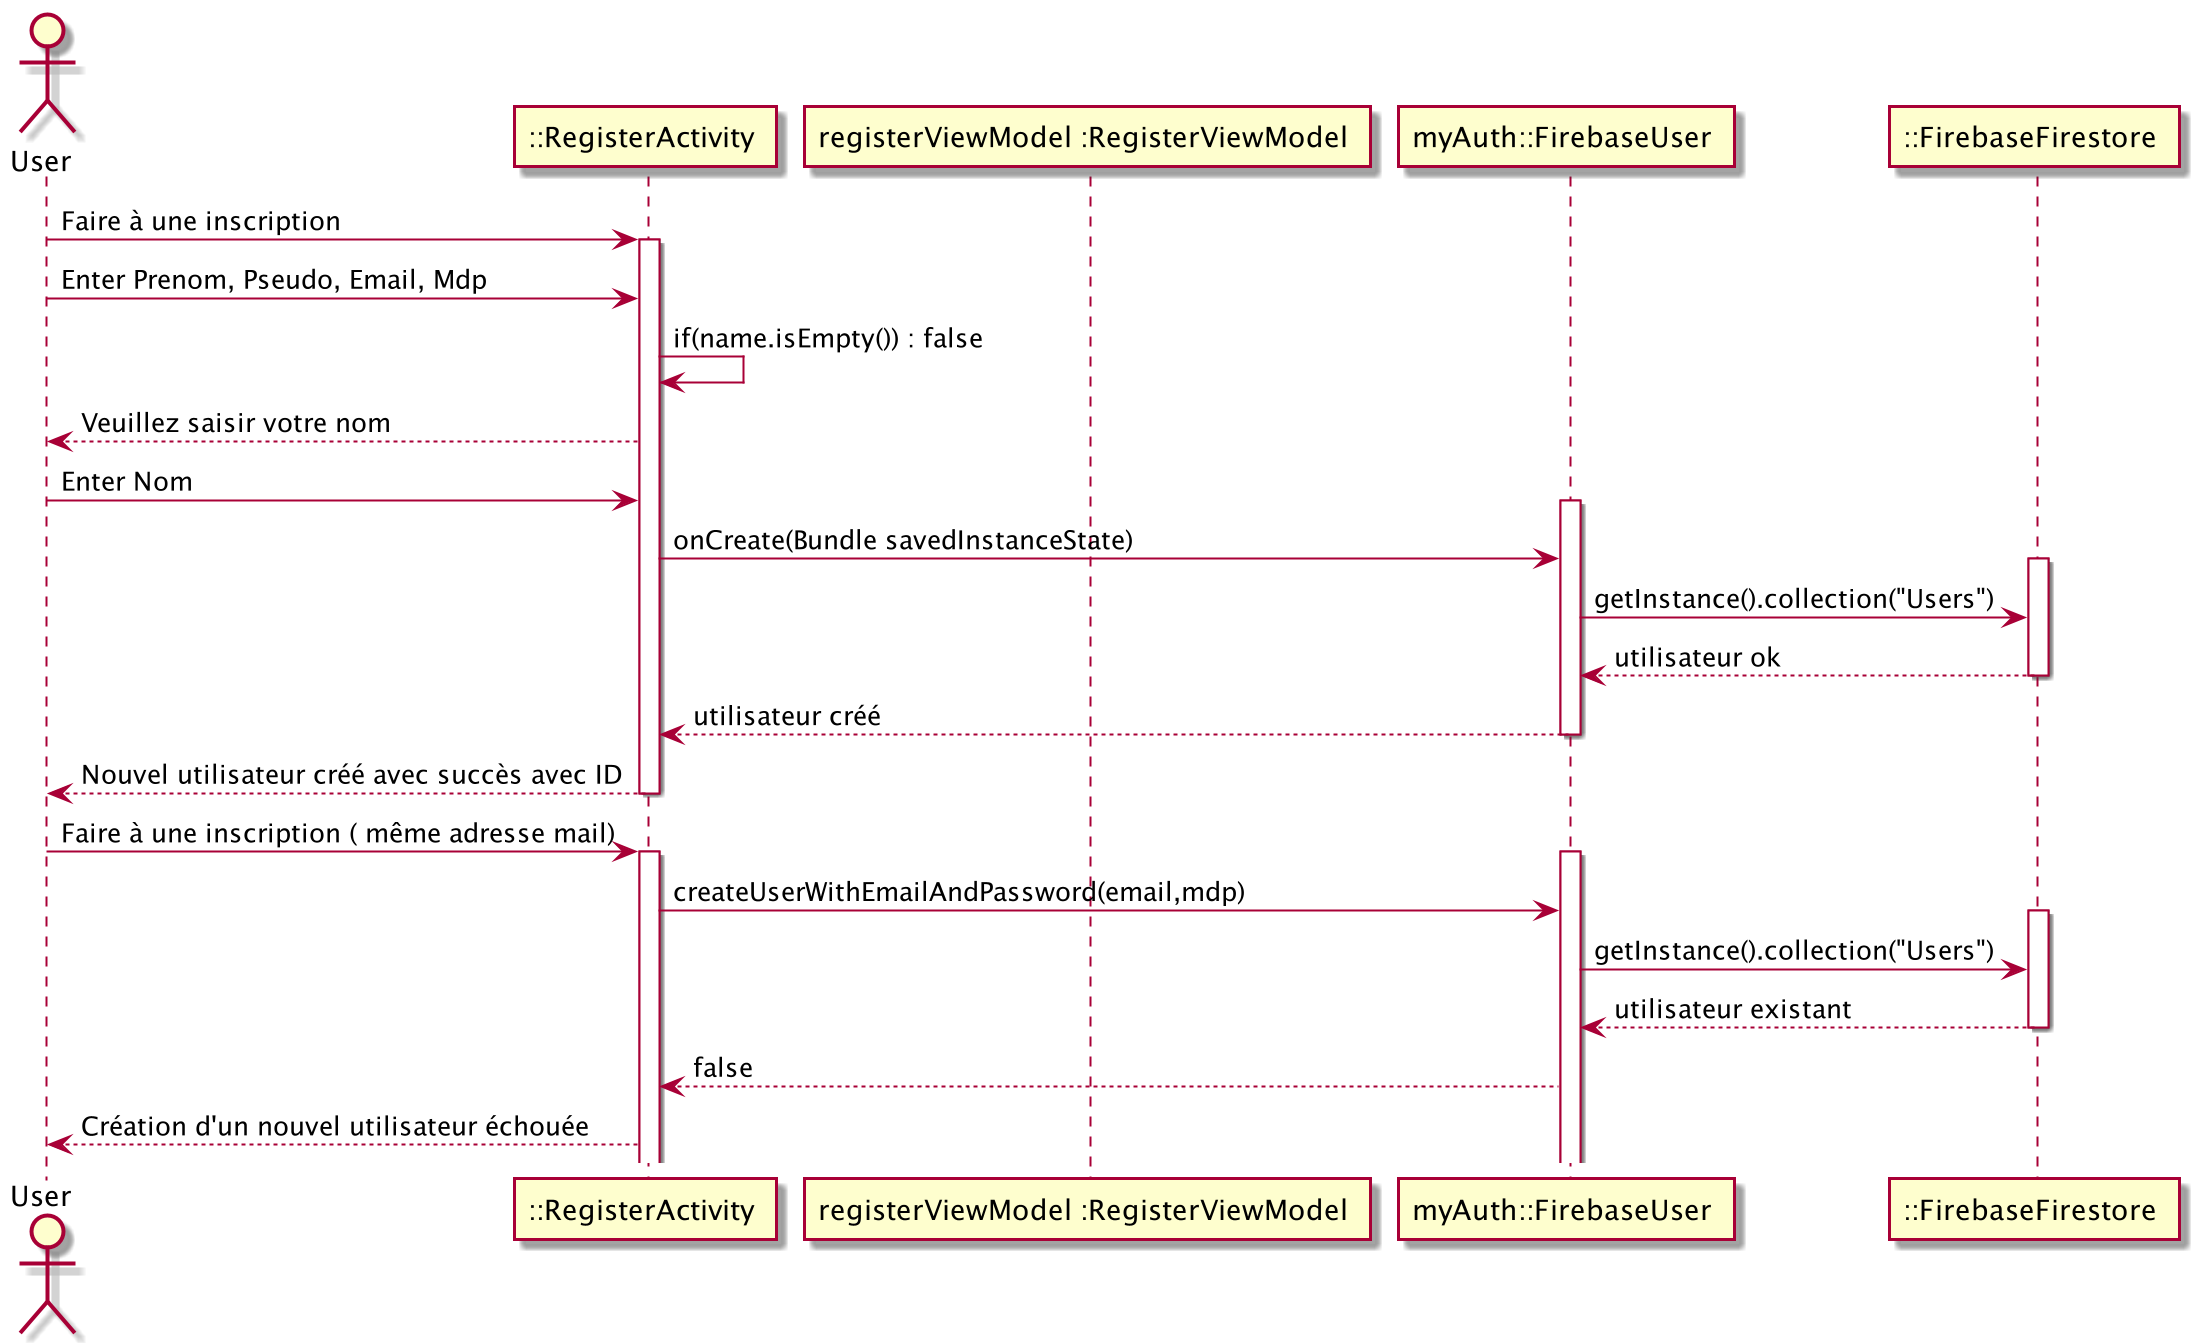 User
::RegisterActivity
registerViewModel :RegisterViewModel
myAuth::FirebaseUser
::FirebaseFirestore
Faire à une inscription
Enter Prenom, Pseudo, Email, Mdp
if(name.isEmpty()) : false
Veuillez saisir votre nom
Enter Nom
onCreate(Bundle savedInstanceState)
getInstance().collection("Users")
utilisateur ok
utilisateur créé
Nouvel utilisateur créé avec succès avec ID
Faire à une inscription ( même adresse mail)
createUserWithEmailAndPassword(email,mdp)
getInstance().collection("Users")
utilisateur existant
false
Création d'un nouvel utilisateur échouée
User
::RegisterActivity
registerViewModel :RegisterViewModel
myAuth::FirebaseUser
::FirebaseFirestore